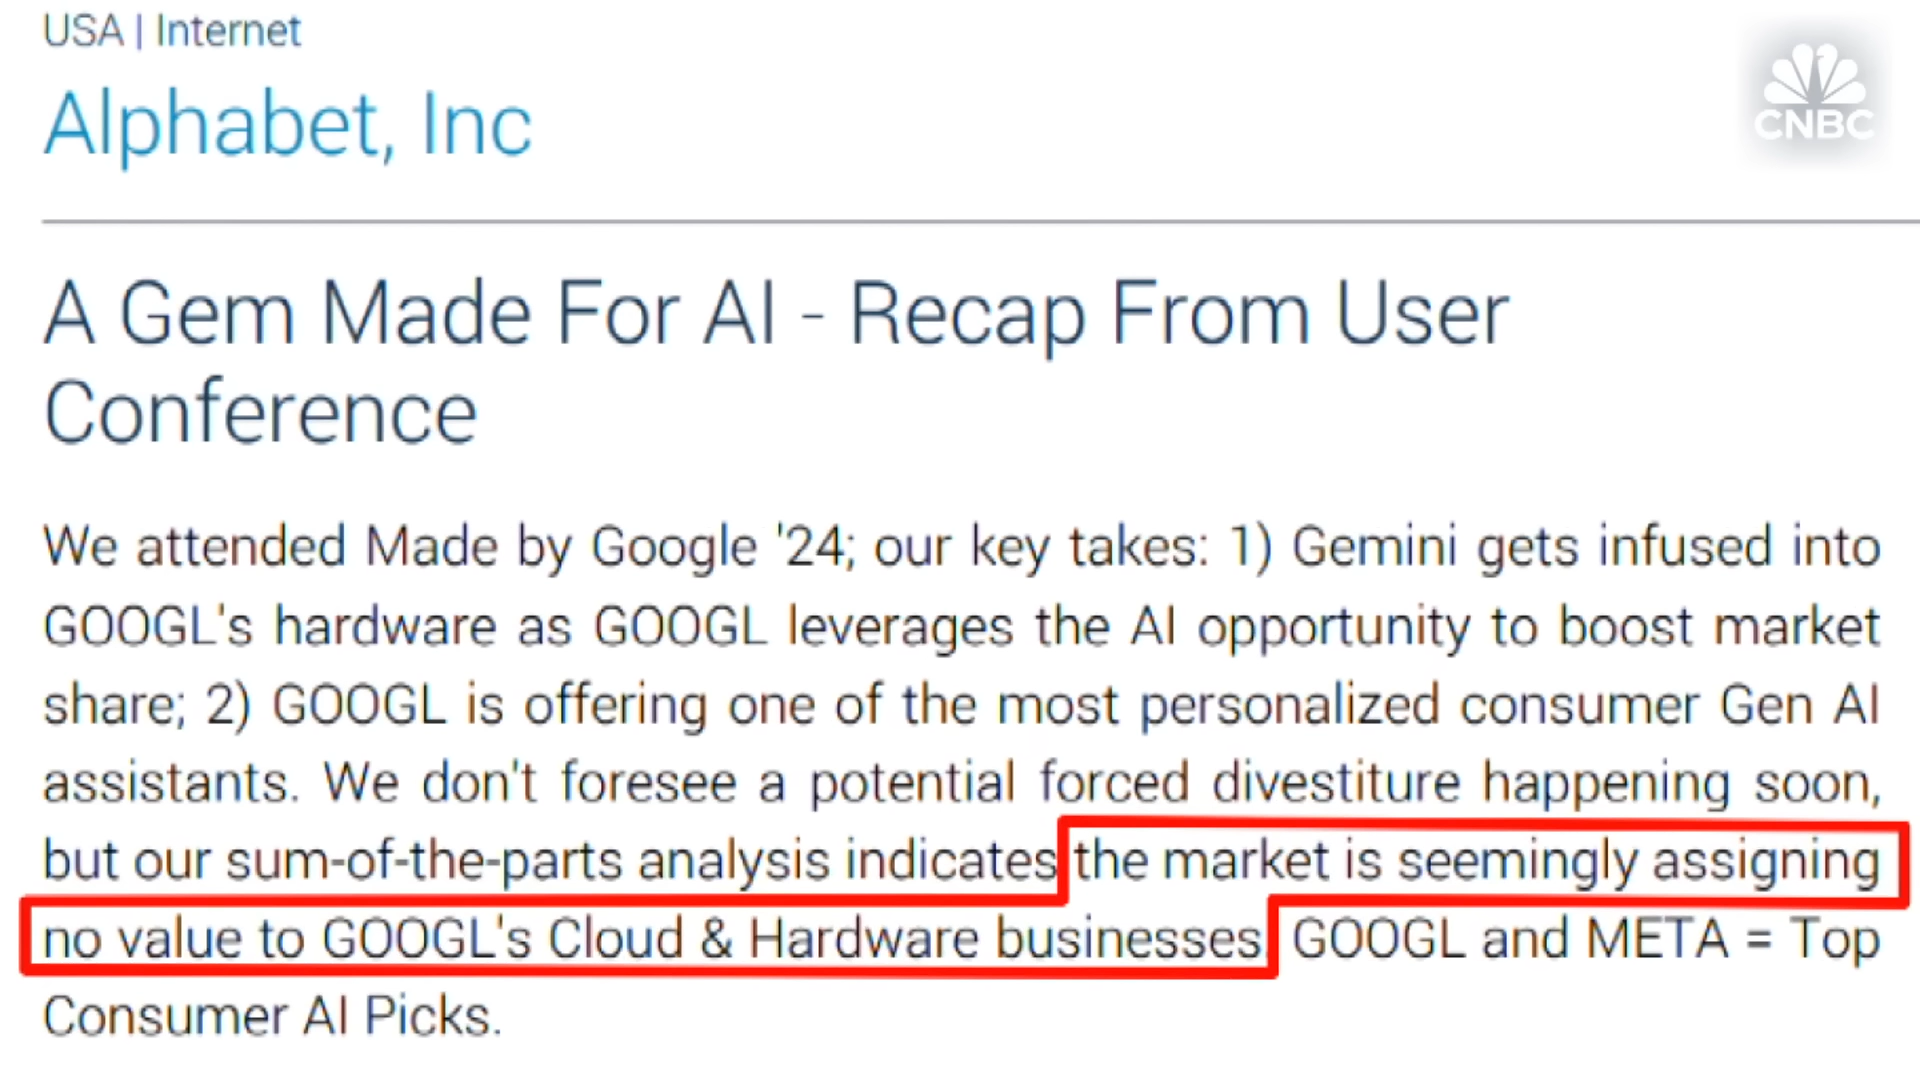 USA | Internet
CNBC
Alphabet, Inc
A Gem Made For AI - Recap From User
Conference
We attended Made by Google '24; our key takes: 1) Gemini gets infused into
GOOGL's hardware as GOOGL leverages the AI opportunity to boost market
share; 2) GOOGL is offering one of the most personalized consumer Gen AI
assistants. We don't foresee a potential forced divestiture happening soon,
but our sum-of-the-parts analysis indicates the market is seemingly assigning
no value to GOOGL's Cloud & Hardware businesses. GOOGL and META = Top
Consumer AI Picks.